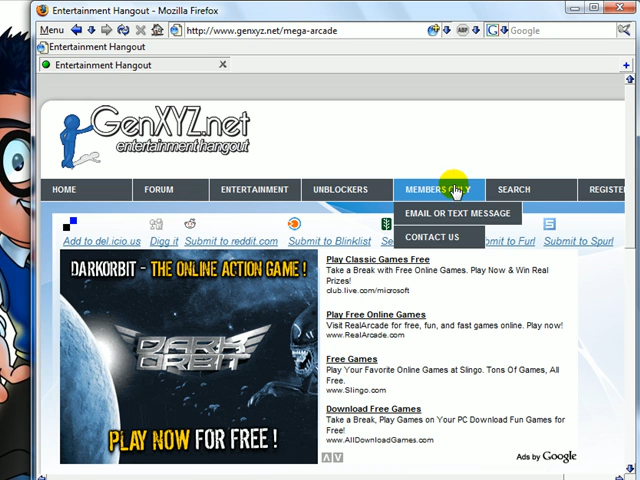 Entertainment Hangout - Mozilla Firefox
Menu http://www.genxyz.net/mega-arcade ABP G Google
Entertainment Hangout
Entertainment Hangout
GenXYZ.net
entertainment hangout
HOME FORUM ENTERTAINMENT UNBLOCKERS MEMBERS ONLY SEARCH REGISTE
EMAIL OR TEXT MESSAGE
CONTACT US
Add to del.icio.us Digg it Submit to reddit.com Submit to Blinklist Se to Furl Submit to Spurl
DARKORBIT - THE ONLINE ACTION GAME !
DARK ORBIT
PLAY NOW FOR FREE !
Play Classic Games Free
Take a Break with Free Online Games. Play Now & Win Real
Prizes!
club.live.com/microsoft
Play Free Online Games
Visit RealArcade for free, fun, and fast games online. Play now!
www.RealArcade.com
Free Games
Play Your Favorite Online Games at Slingo. Tons Of Games, All
Free.
www.Slingo.com
Download Free Games
Take a Break, Play Games on Your PC Download Fun Games for
Free!
www.AllDownloadGames.com
Ads by Google